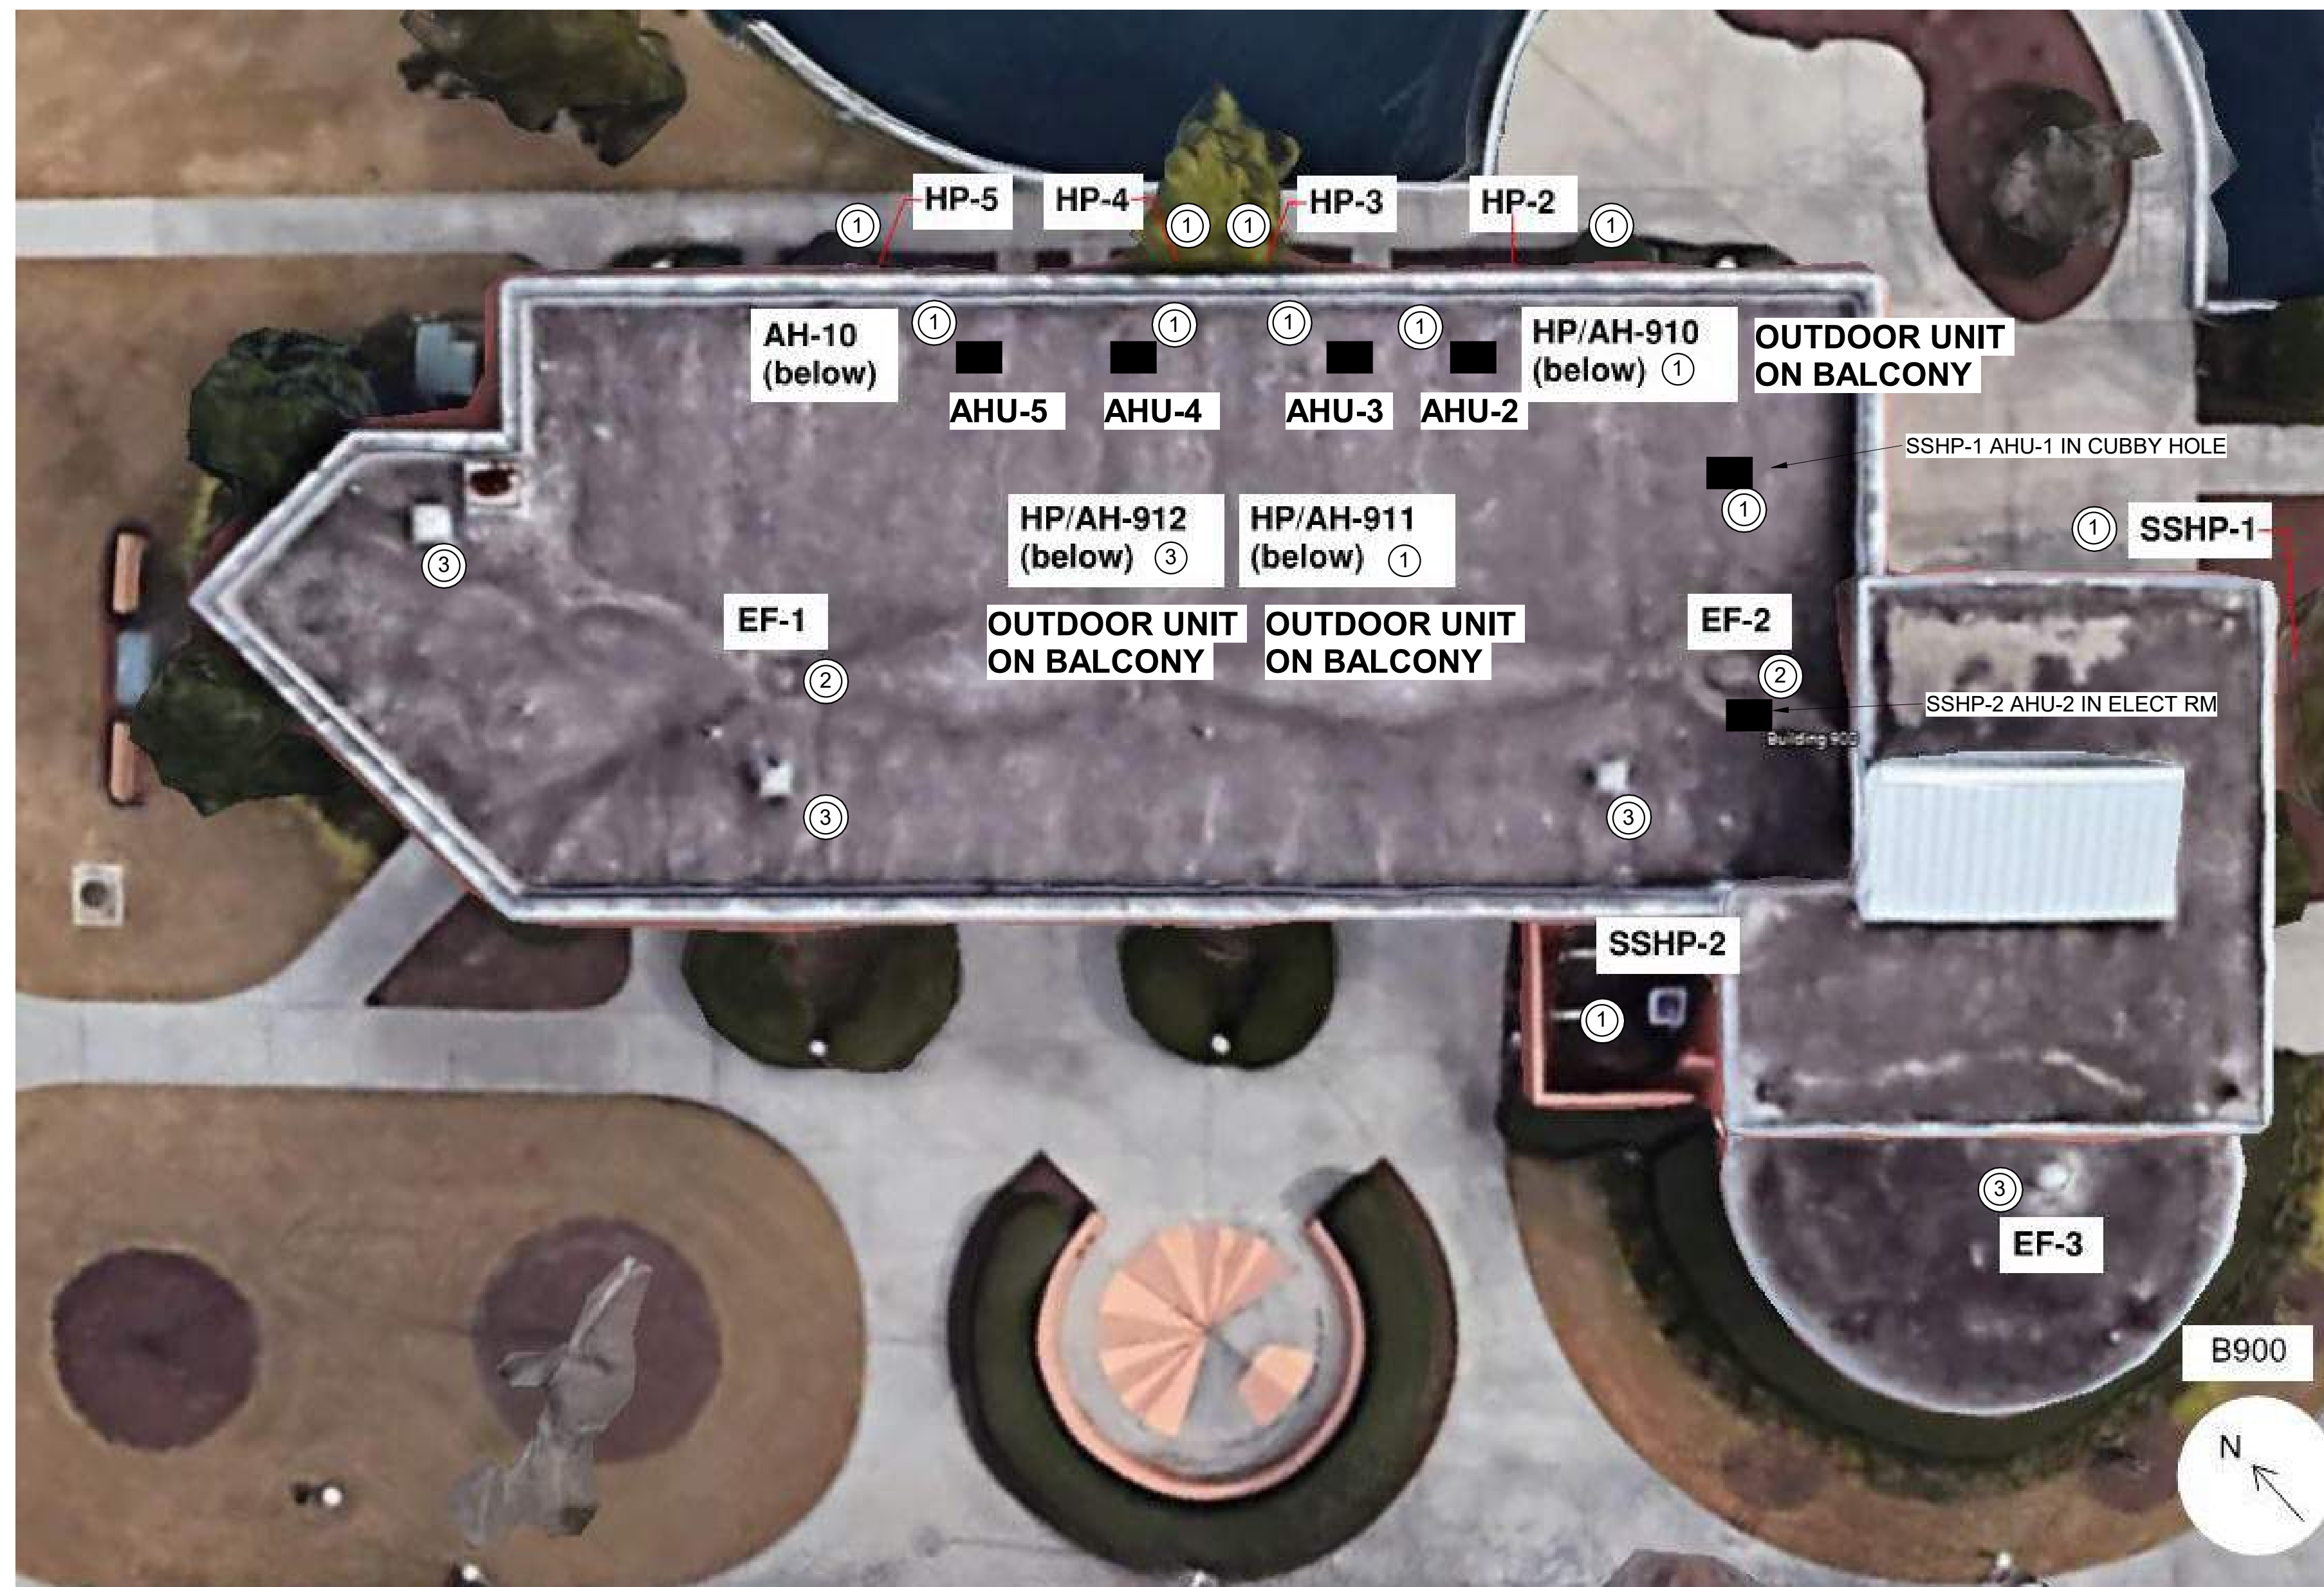 HP-5
HP-4
HP-3
HP-2
1
1
1
1
1
1
1
1
AH-10
(below)
HP/AH-910
(below) 1
OUTDOOR UNIT
ON BALCONY
AHU-5
AHU-4
AHU-3
AHU-2
SSHP-1 AHU-1 IN CUBBY HOLE
1
HP/AH-912
(below) 3
HP/AH-911
(below) 1
1
SSHP-1
3
EF-1
OUTDOOR UNIT
ON BALCONY
OUTDOOR UNIT
ON BALCONY
EF-2
2
2
SSHP-2 AHU-2 IN ELECT RM
Building 900
3
3
SSHP-2
1
3
EF-3
B900
N